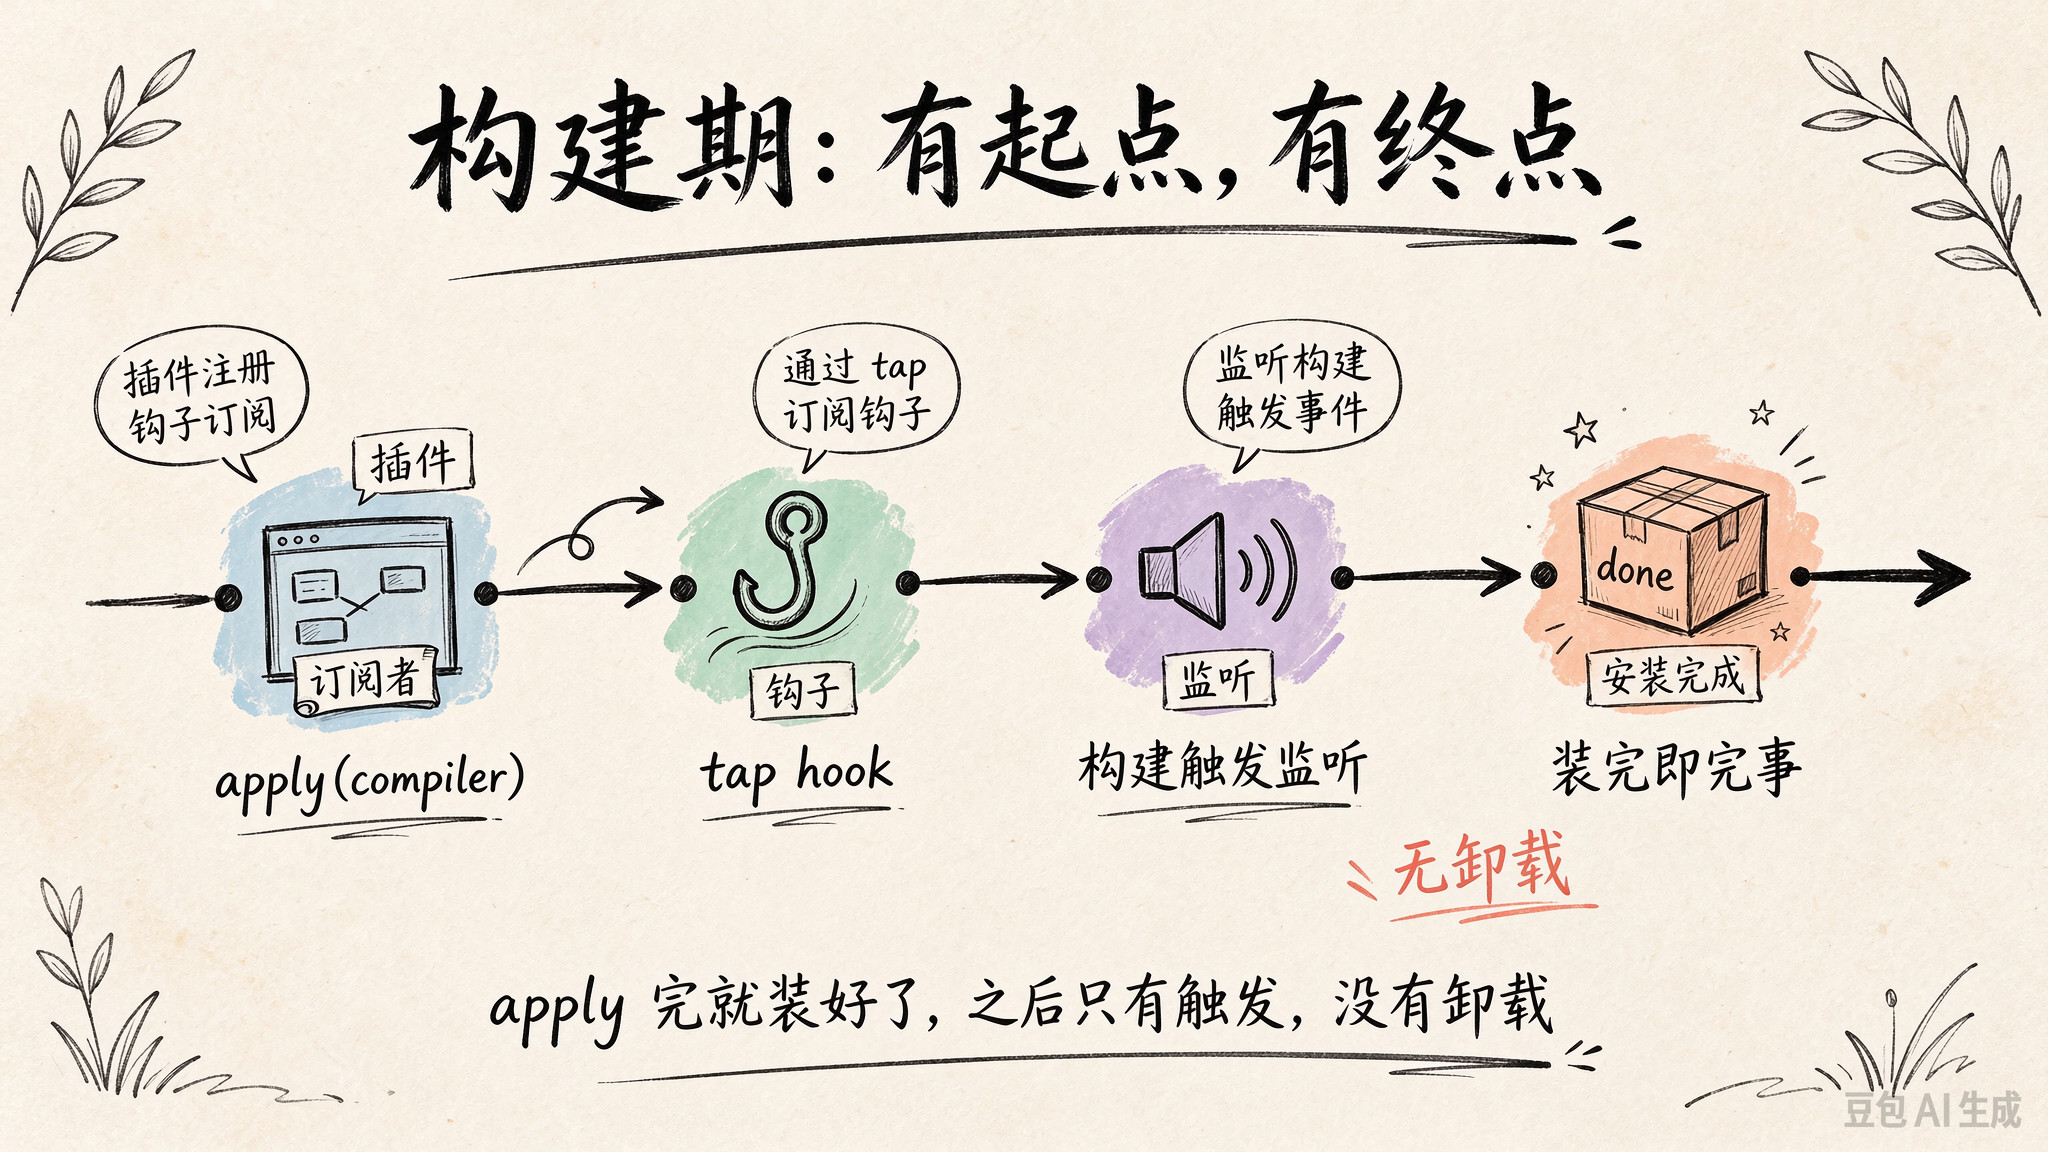 构建期：有起点，有终点
插件注册
钩子订阅
插件
订阅者
apply(compiler)
通过 tap
订阅钩子
钩子
tap hook
监听构建
触发事件
监听
构建触发监听
done
安装完成
装完即完事
无卸载
apply 完就装好了，之后只有触发，没有卸载
豆包AI生成